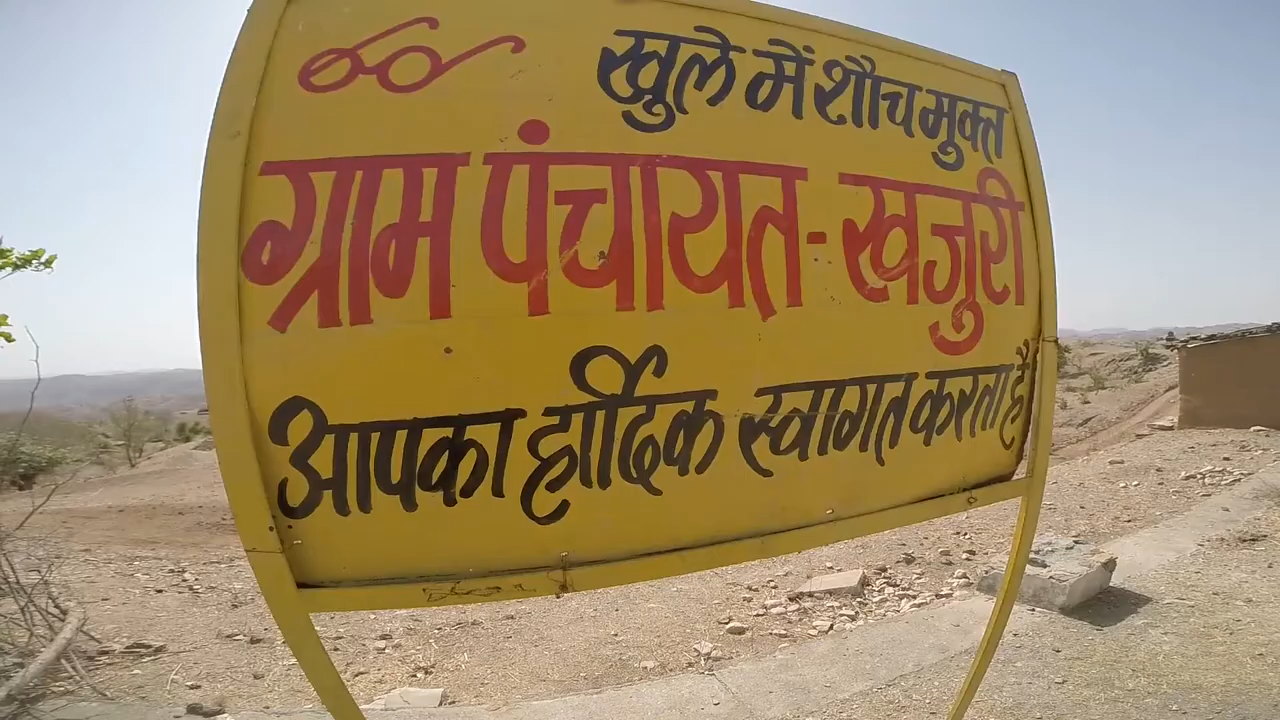 खुले में शौच मुक्त
ग्राम पंचायत-खजुरी
आपका हार्दिक स्वागत करता है